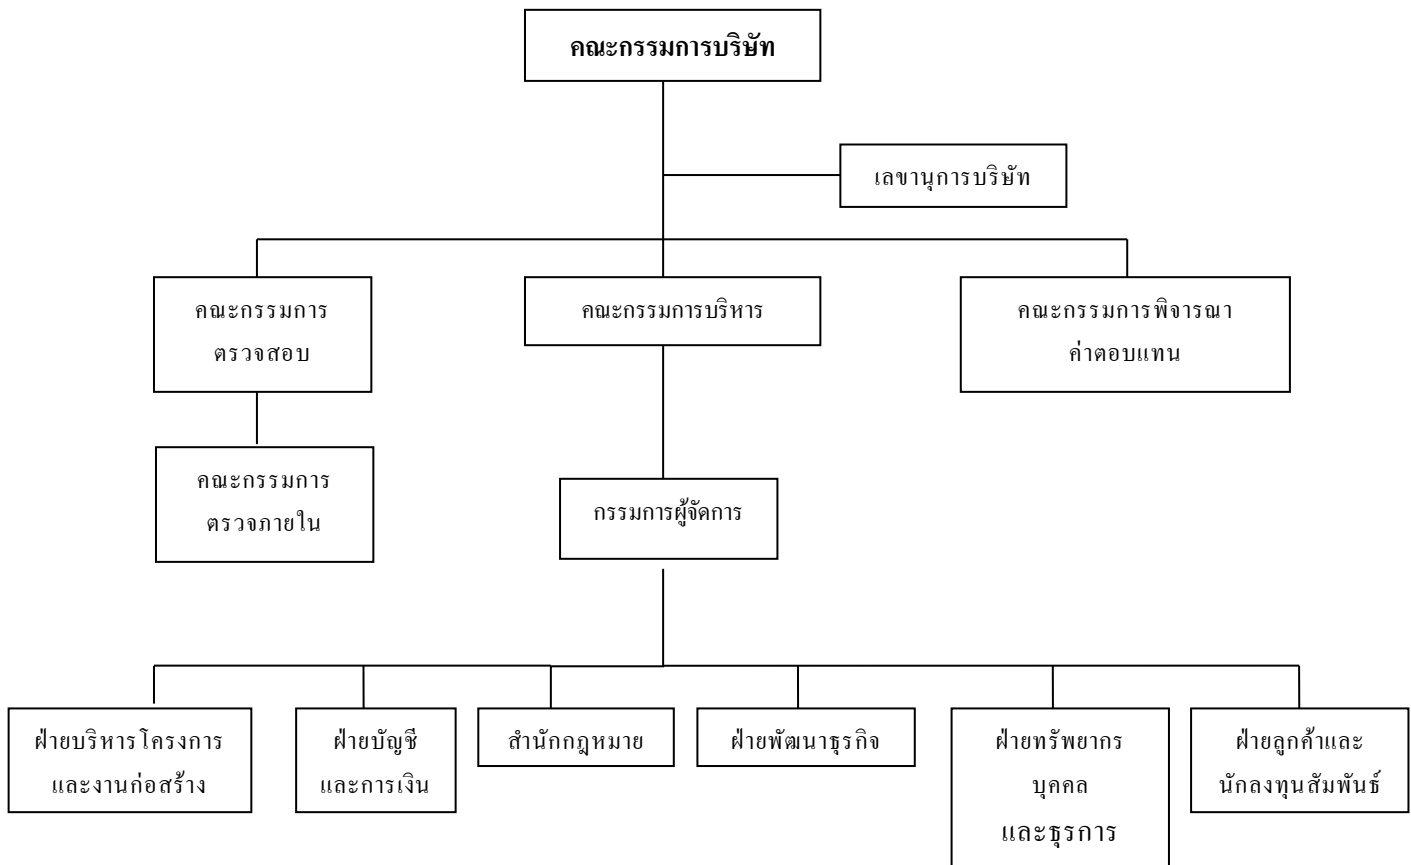 คณะกรรมการบริษัท
เลขานุการบริษัท
คณะกรรมการ
ตรวจสอบ
คณะกรรมการบริหาร
คณะกรรมการพิจารณา
ค่าตอบแทน
คณะกรรมการ
ตรวจภายใน
กรรมการผู้จัดการ
ฝ่ายบริหารโครงการ
และงานก่อสร้าง
ฝ่ายบัญชี
และการเงิน
สำนักกฎหมาย
ฝ่ายพัฒนาธุรกิจ
ฝ่ายทรัพยากร
บุคคล
และธุรการ
ฝ่ายลูกค้าและ
นักลงทุนสัมพันธ์